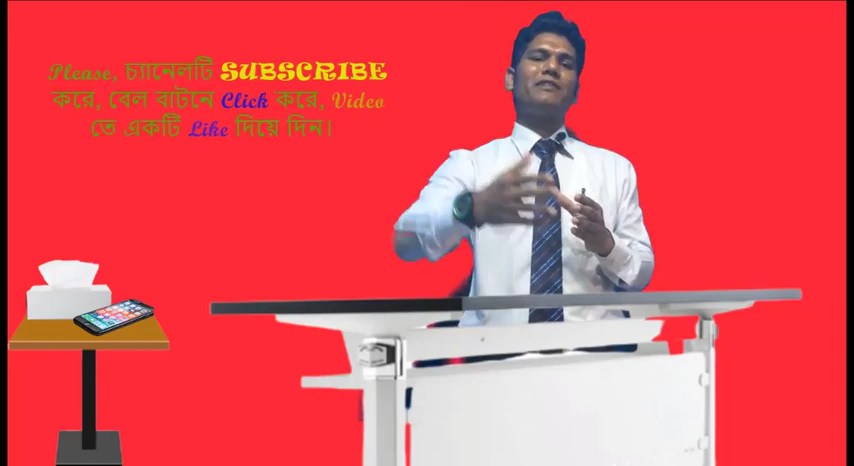 Please, চ্যানেলটি SUBSCRIBE
করে, বেল বাটনে Click করে, Video
তে একটি Like দিয়ে দিন।